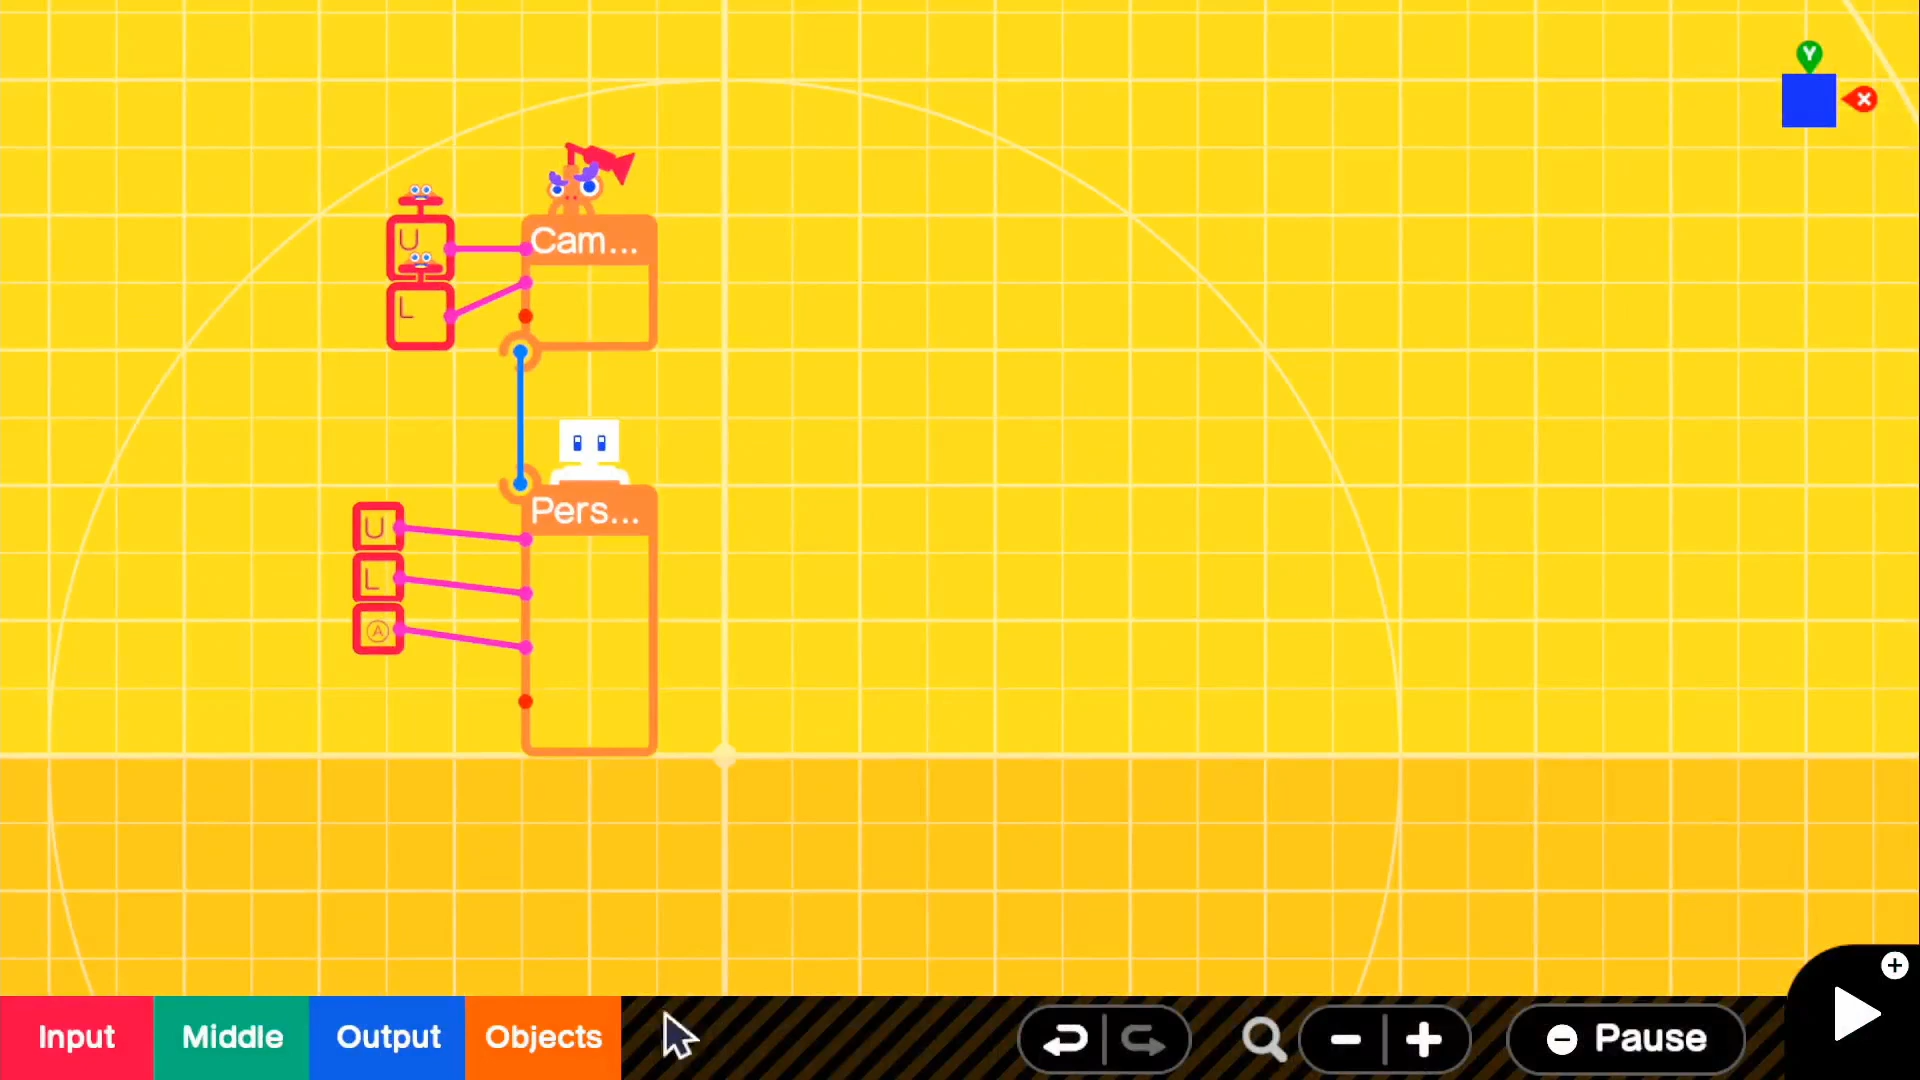 Y
X
U
Cam...
L
Pers...
U
L
A
Input
Middle
Output
Objects
Pause